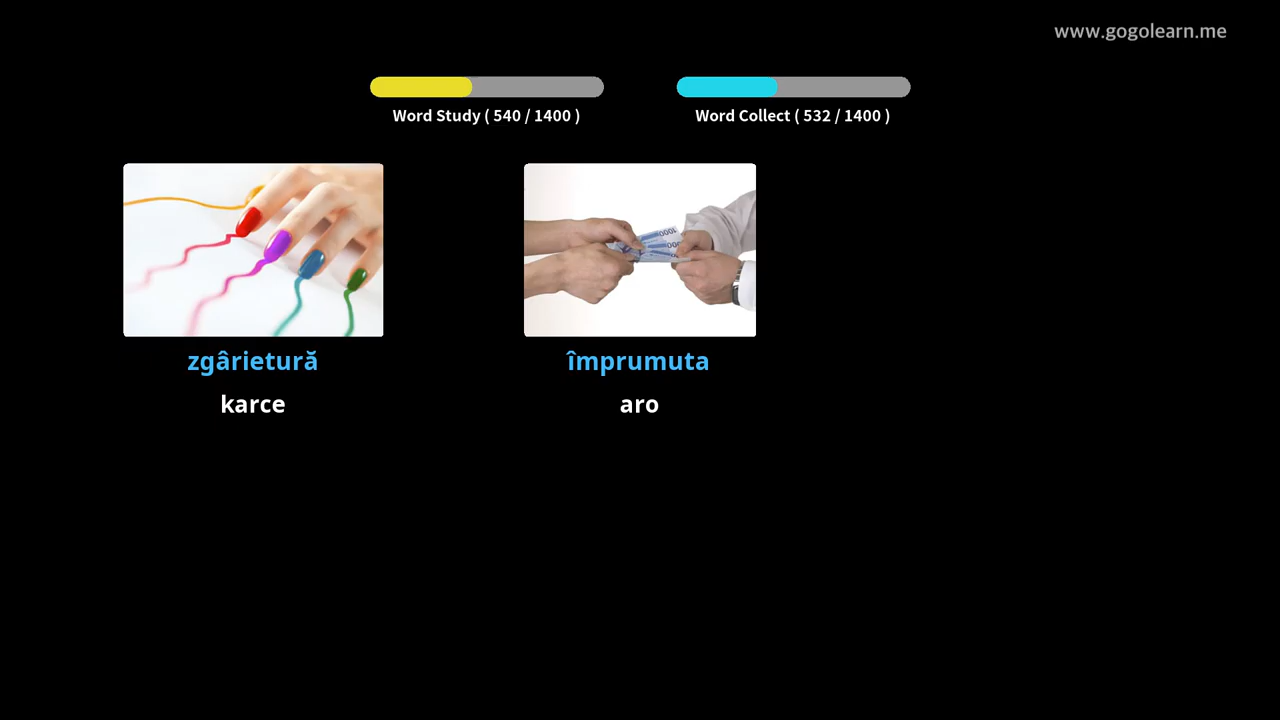 www.gogolearn.me
Word Study ( 540 / 1400 )
Word Collect ( 532 / 1400 )
zgârietură
împrumuta
karce
aro